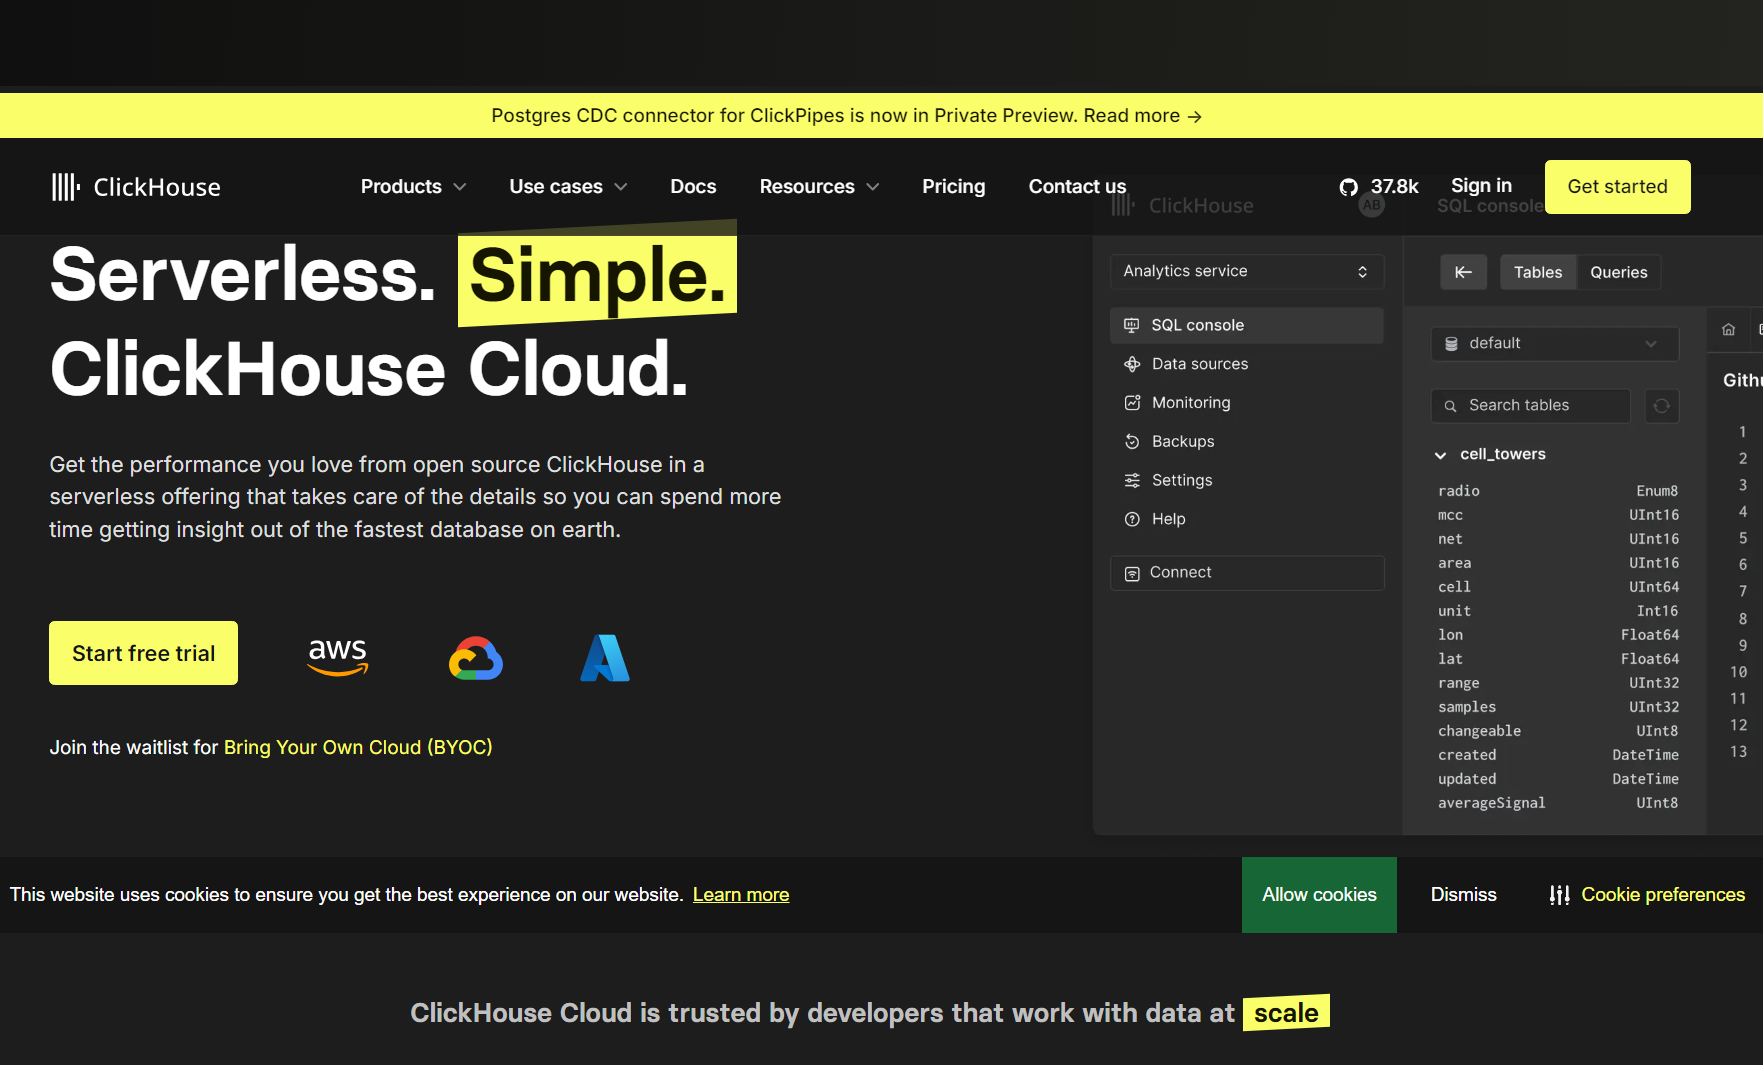 Postgres CDC connector for ClickPipes is now in Private Preview. Read more →
ClickHouse
Products
Use cases
Docs
Resources
Pricing
Contact us
37.8k
Sign in
Get started
Serverless. Simple.
ClickHouse Cloud.
Get the performance you love from open source ClickHouse in a
serverless offering that takes care of the details so you can spend more
time getting insight out of the fastest database on earth.
Start free trial
aws
Join the waitlist for Bring Your Own Cloud (BYOC)
ClickHouse
AB
SQL console
Analytics service
SQL console
Data sources
Monitoring
Backups
Settings
Help
Connect
Tables
Queries
default
Search tables
cell_towers
radio Enum8
mcc UInt16
net UInt16
area UInt16
cell UInt64
unit Int16
lon Float64
lat Float64
range UInt32
samples UInt32
changeable UInt8
created DateTime
updated DateTime
averageSignal UInt8
1
2
3
4
5
6
7
8
9
10
11
12
13
This website uses cookies to ensure you get the best experience on our website. Learn more
Allow cookies
Dismiss
Cookie preferences
ClickHouse Cloud is trusted by developers that work with data at scale